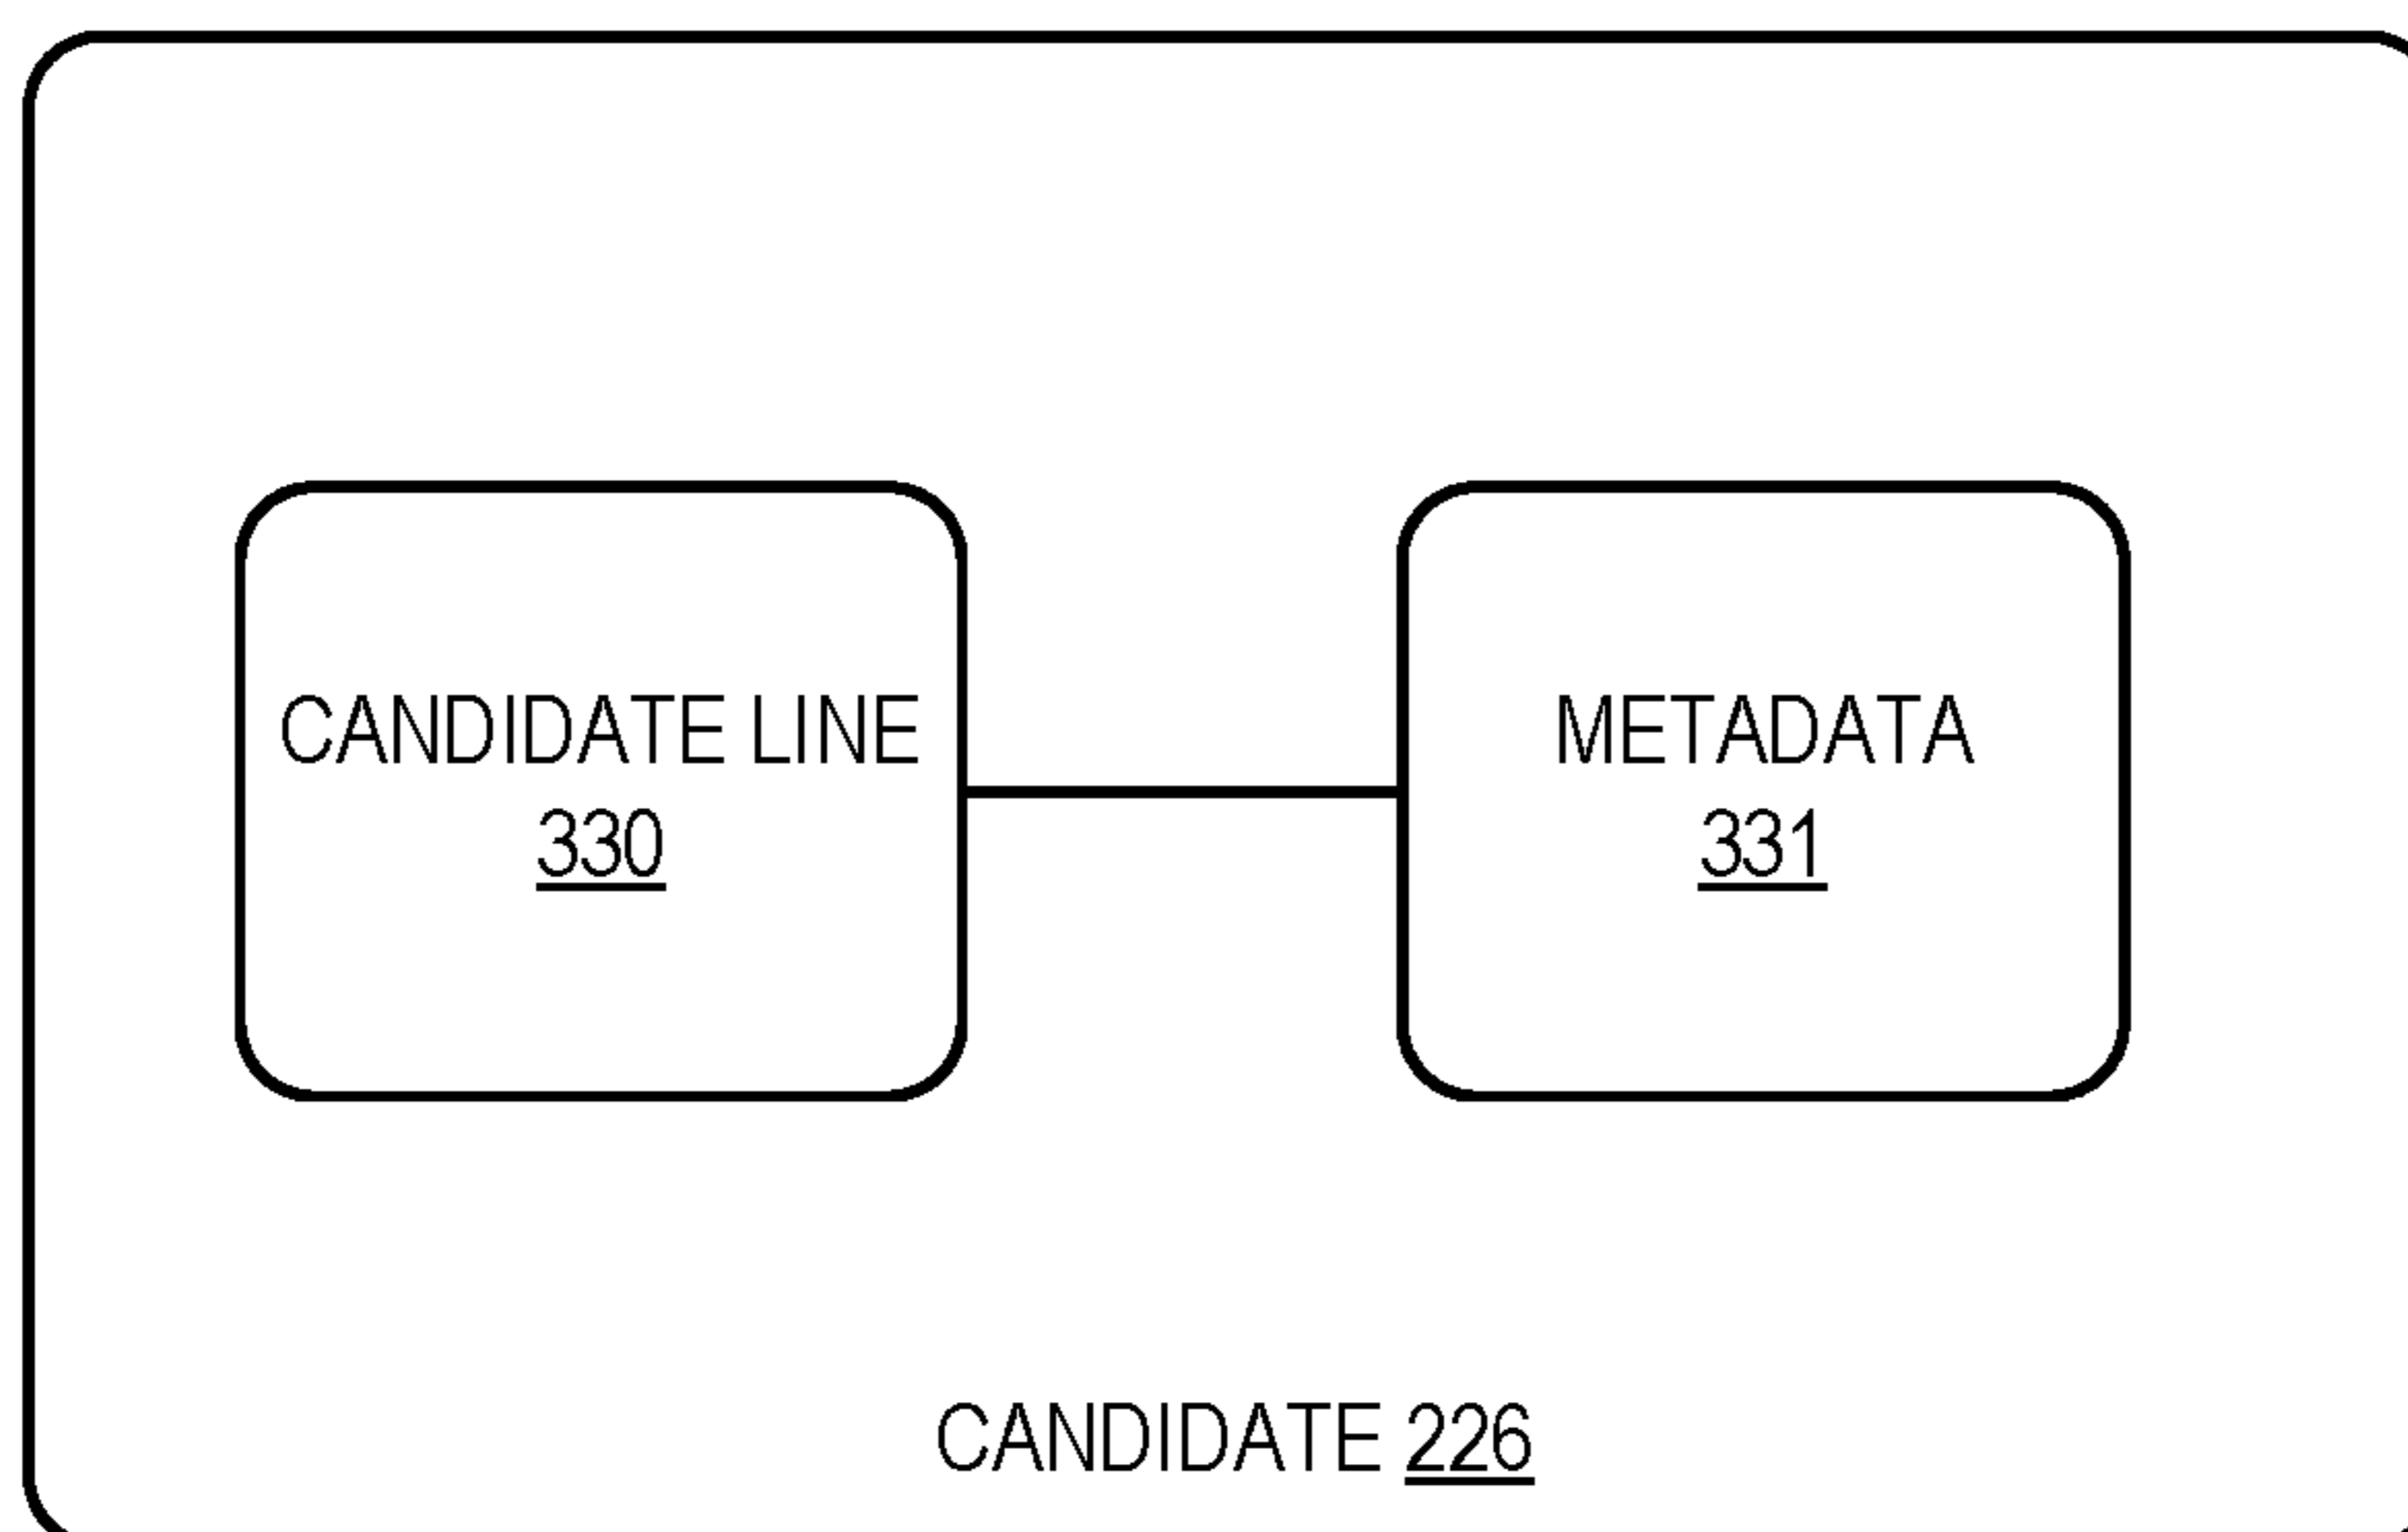 CANDIDATE LINE
330
METADATA
331
CANDIDATE 226